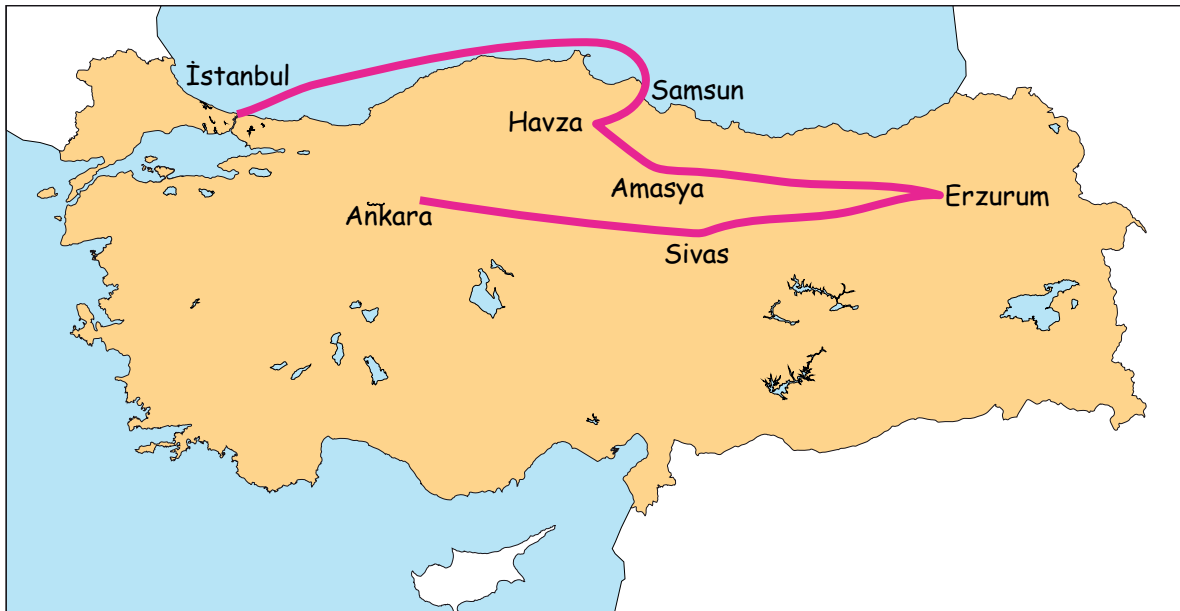 İstanbul
Samsun
Havza
Amasya
Erzurum
Ankara
Sivas